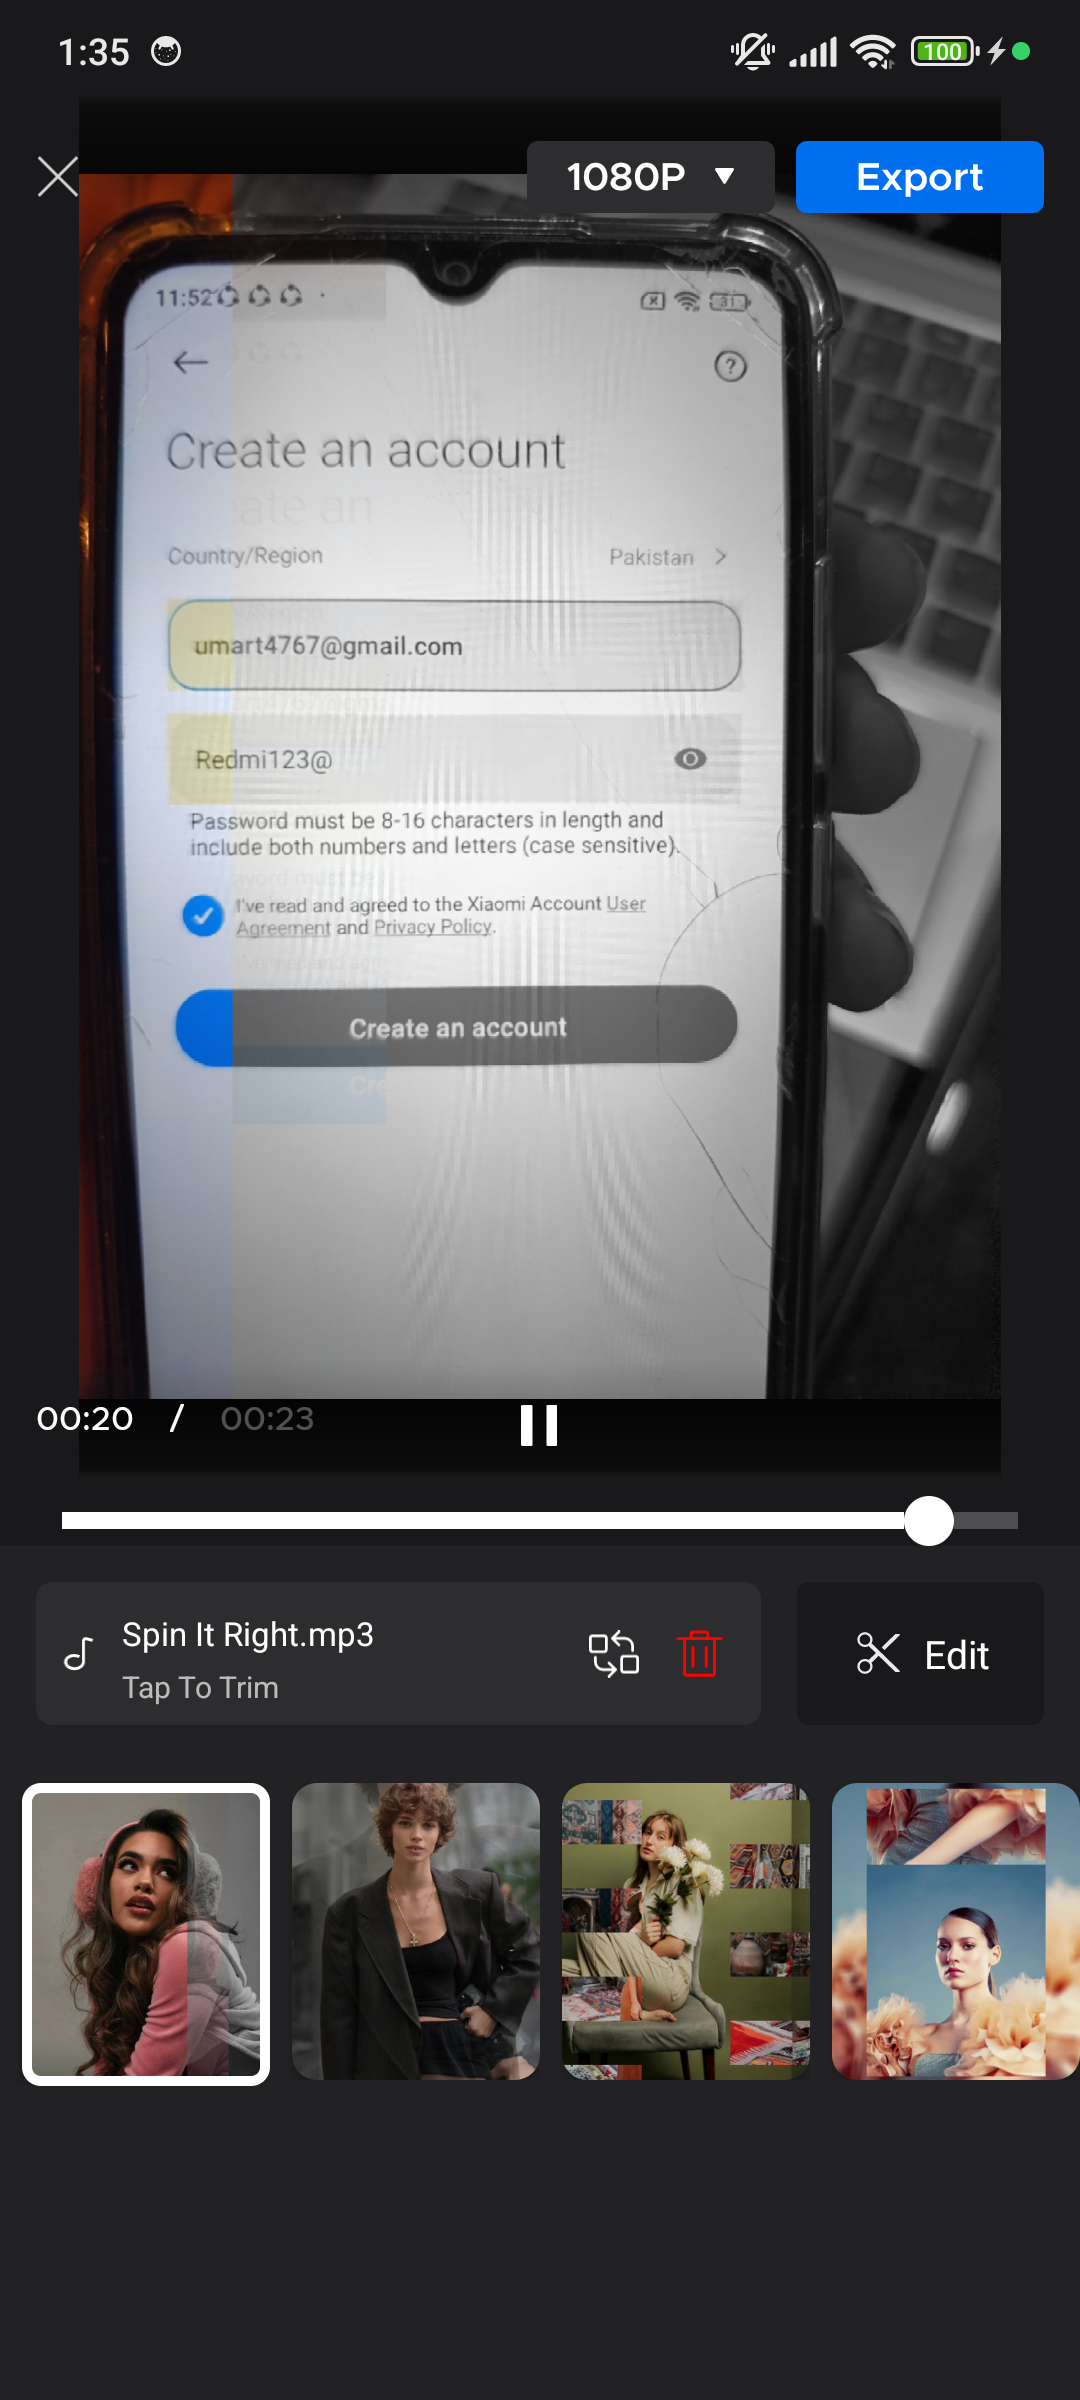 1:35
100
1080P ▼
Export
11:52
31
Create an account
Country/Region
Pakistan >
umart4767@gmail.com
Redmi123@
Password must be 8-16 characters in length and
include both numbers and letters (case sensitive).
I've read and agreed to the Xiaomi Account User
Agreement and Privacy Policy.
Create an account
00:20 / 00:23
Spin It Right.mp3
Tap To Trim
Edit